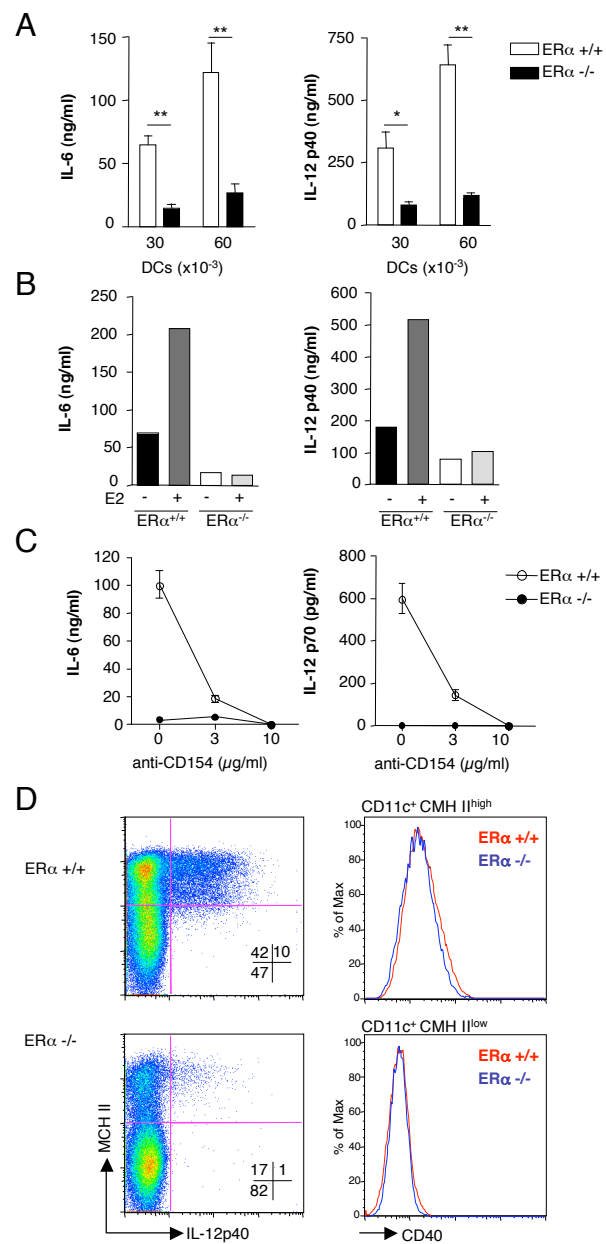 A
IL-6 (ng/ml)
150
100
50
0
**
**
30
60
DCs (x10-3)
IL-12 p40 (ng/ml)
750
500
250
0
*
**
30
60
DCs (x10-3)
ERα +/+
ERα -/-
B
IL-6 (ng/ml)
250
200
150
100
50
0
E2
-
+
-
+
ERα+/+
ERα-/-
IL-12 p40 (ng/ml)
600
500
400
300
200
100
0
-
+
-
+
ERα+/+
ERα-/-
C
IL-6 (ng/ml)
120
100
80
60
40
20
0
0
3
10
anti-CD154 (µg/ml)
IL-12 p70 (pg/ml)
800
600
400
200
0
0
3
10
anti-CD154 (µg/ml)
ERα +/+
ERα -/-
D
ERα +/+
42 10
47
CD11c+ CMH IIhigh
ERα +/+
ERα -/-
% of Max
100
80
60
40
20
0
ERα -/-
17 1
82
MCH II
IL-12p40
CD11c+ CMH IIlow
ERα +/+
ERα -/-
% of Max
100
80
60
40
20
0
CD40